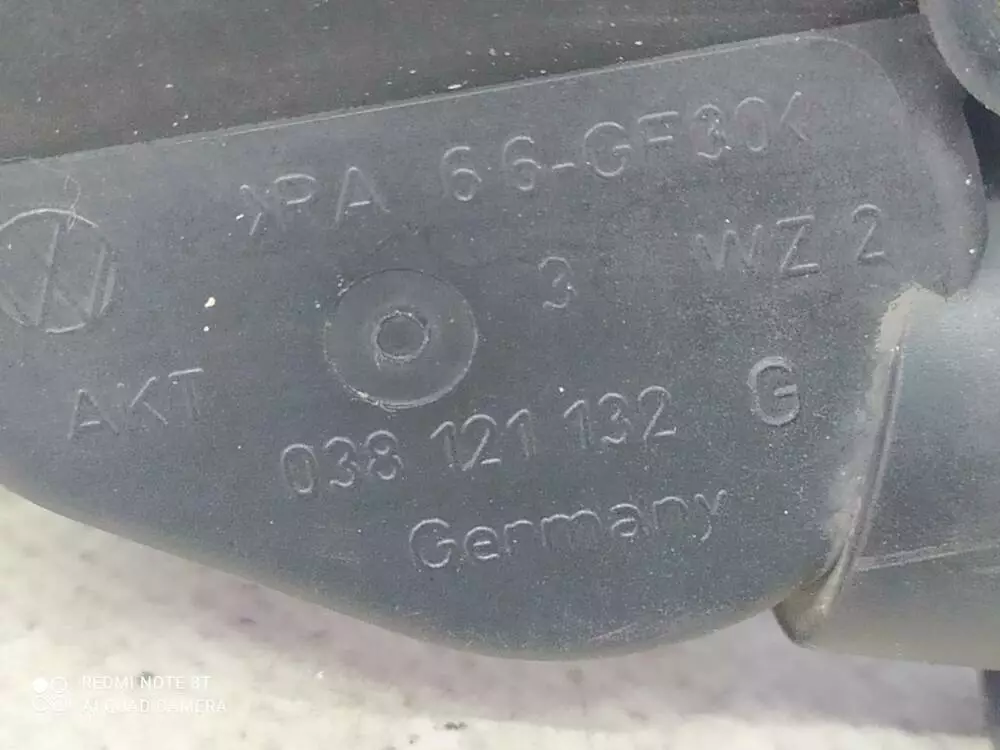 >PA 66-GF30<
3 WZ 2
AKT
038 121 132 G
Germany
REDMI NOTE 8T
AI QUAD CAMERA